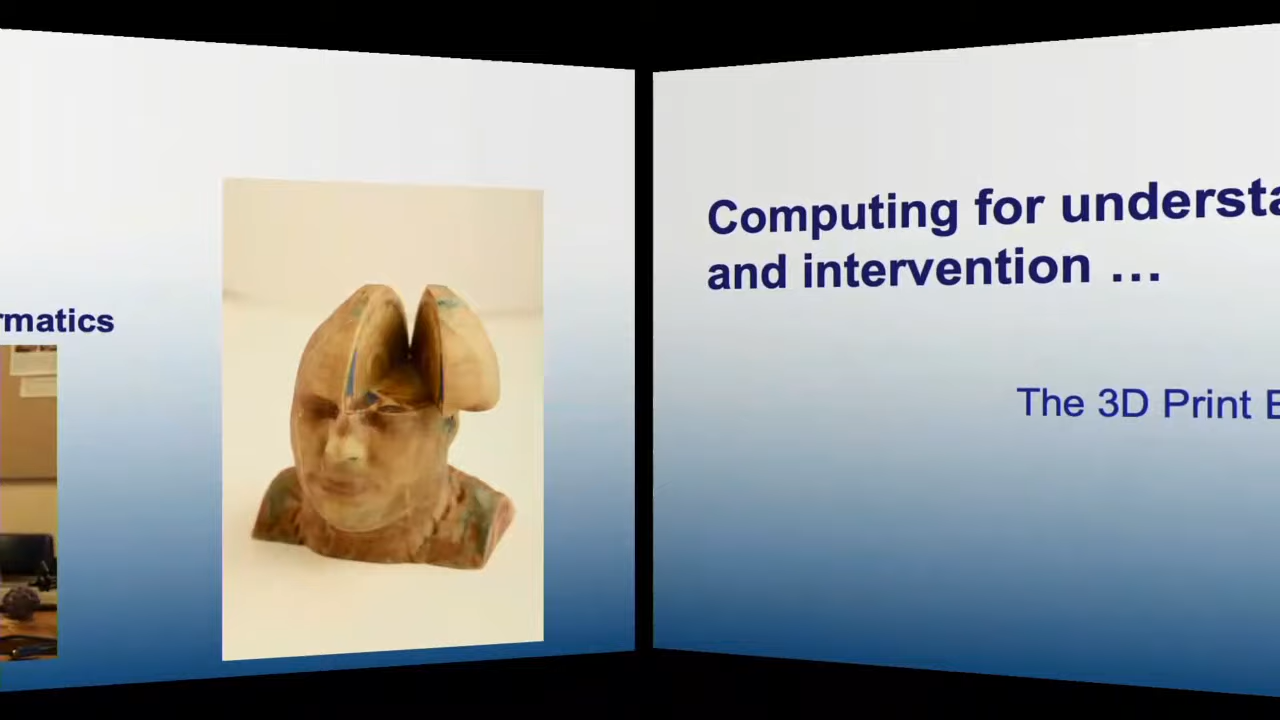 rmatics
Computing for understa
and intervention …
The 3D Print